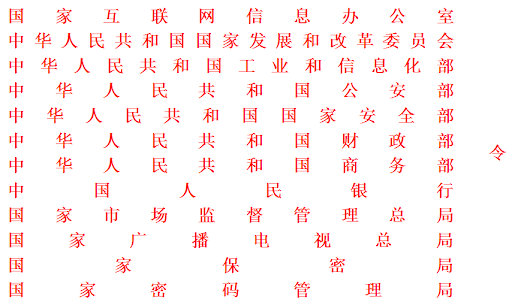 国家互联网信息办公室
中华人民共和国国家发展和改革委员会
中华人民共和国工业和信息化部
中华人民共和国公安部
中华人民共和国国家安全部
中华人民共和国财政部
中华人民共和国商务部
中国人民银行
国家市场监督管理总局
国家广播电视总局
国家保密局
国家密码管理局
令